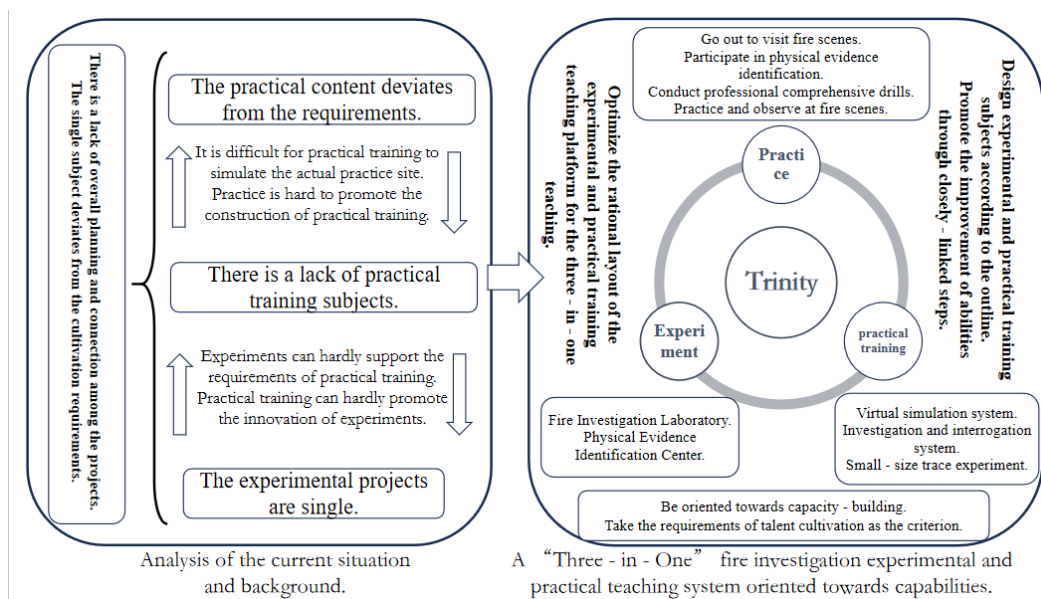 There is a lack of overall planning and connection among the projects.
The single subject deviates from the cultivation requirements.
The practical content deviates
from the requirements.
It is difficult for practical training to
simulate the actual practice site.
Practice is hard to promote the
construction of practical training.
There is a lack of practical
training subjects.
Experiments can hardly support the
requirements of practical training.
Practical training can hardly promote
the innovation of experiments.
The experimental projects
are single.
Analysis of the current situation
and background.
Go out to visit fire scenes.
Participate in physical evidence
identification.
Conduct professional comprehensive drills.
Practice and observe at fire scenes.
Optimize the rational layout of the
experimental and practical training
teaching platform for the three - in - one
teaching.
Design experimental and practical training
subjects according to the outline.
Promote the improvement of abilities
through closely - linked steps.
Practi
ce
Trinity
Experi
ment
practical
training
Fire Investigation Laboratory.
Physical Evidence
Identification Center.
Virtual simulation system.
Investigation and interrogation
system.
Small - size trace experiment.
Be oriented towards capacity - building.
Take the requirements of talent cultivation as the criterion.
A “Three - in - One” fire investigation experimental and
practical teaching system oriented towards capabilities.